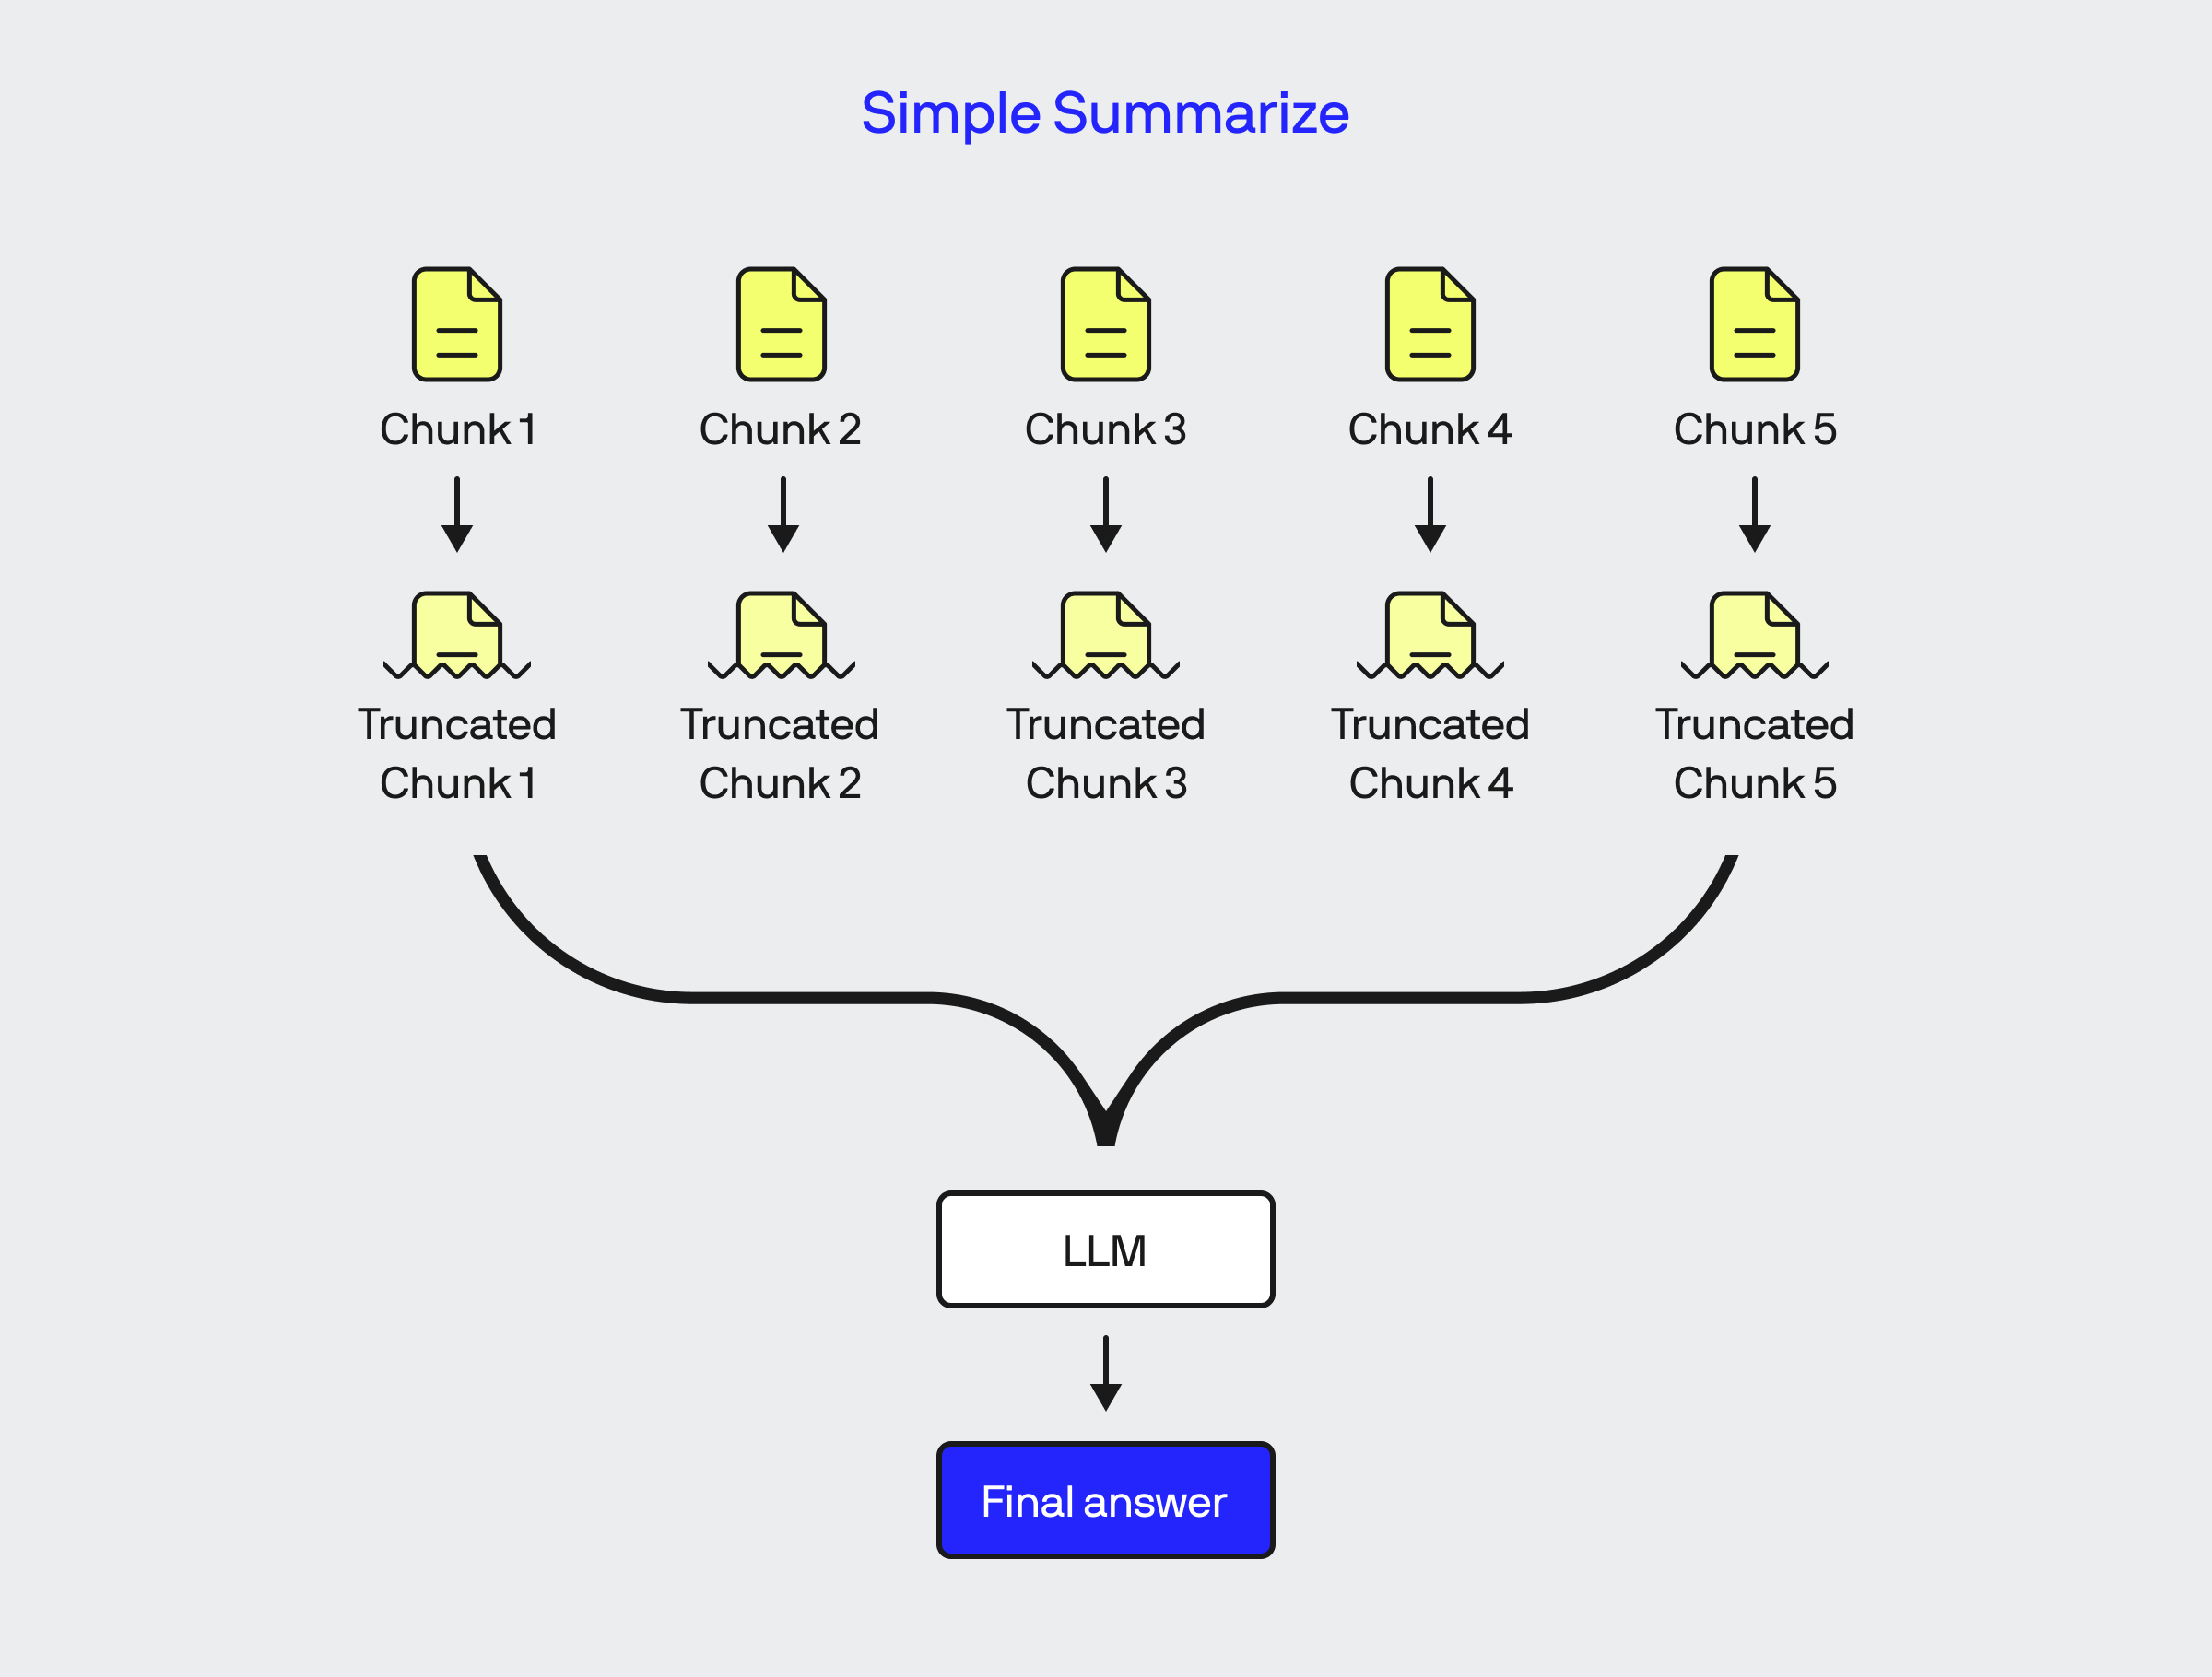 Simple Summarize
Chunk 1
Chunk 2
Chunk 3
Chunk 4
Chunk 5
Truncated
Chunk 1
Truncated
Chunk 2
Truncated
Chunk 3
Truncated
Chunk 4
Truncated
Chunk 5
LLM
Final answer